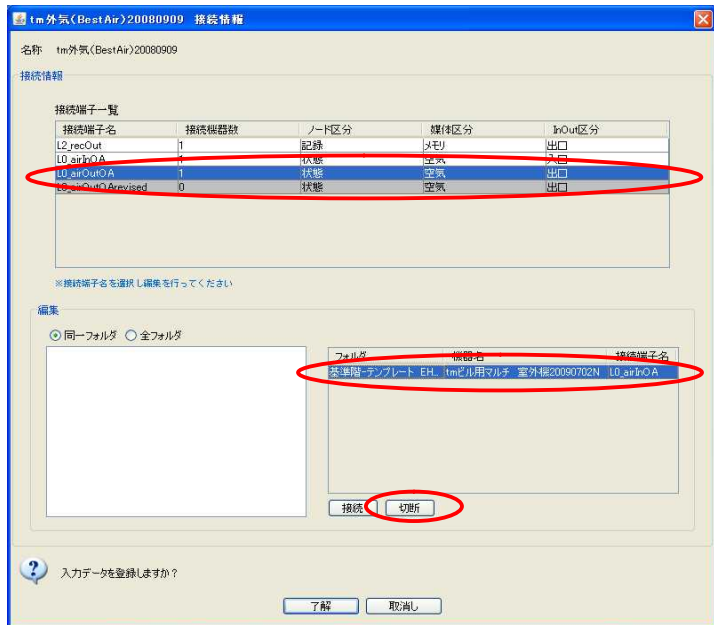 tm外気(BestAir)20080909 接続情報
名称 tm外気(BestAir)20080909
接続情報
接続端子一覧
接続端子名 接続機器数 ノード区分 媒体区分 InOut区分
L2_recOut 1 記録 メモリ 出口
L0_airInOA 1 状態 空気 入口
L0_airOutOA 1 状態 空気 出口
L0_airOutOArevised 0 状態 空気 出口
※接続端子名を選択し編集を行ってください
編集
同一フォルダ 全フォルダ
フォルダ 機器名 接続端子名
基準階-テンプレート EH... tmビル用マルチ 室外機20090702N L0_airInOA
接続 切断
入力データを登録しますか？
了解 取消し